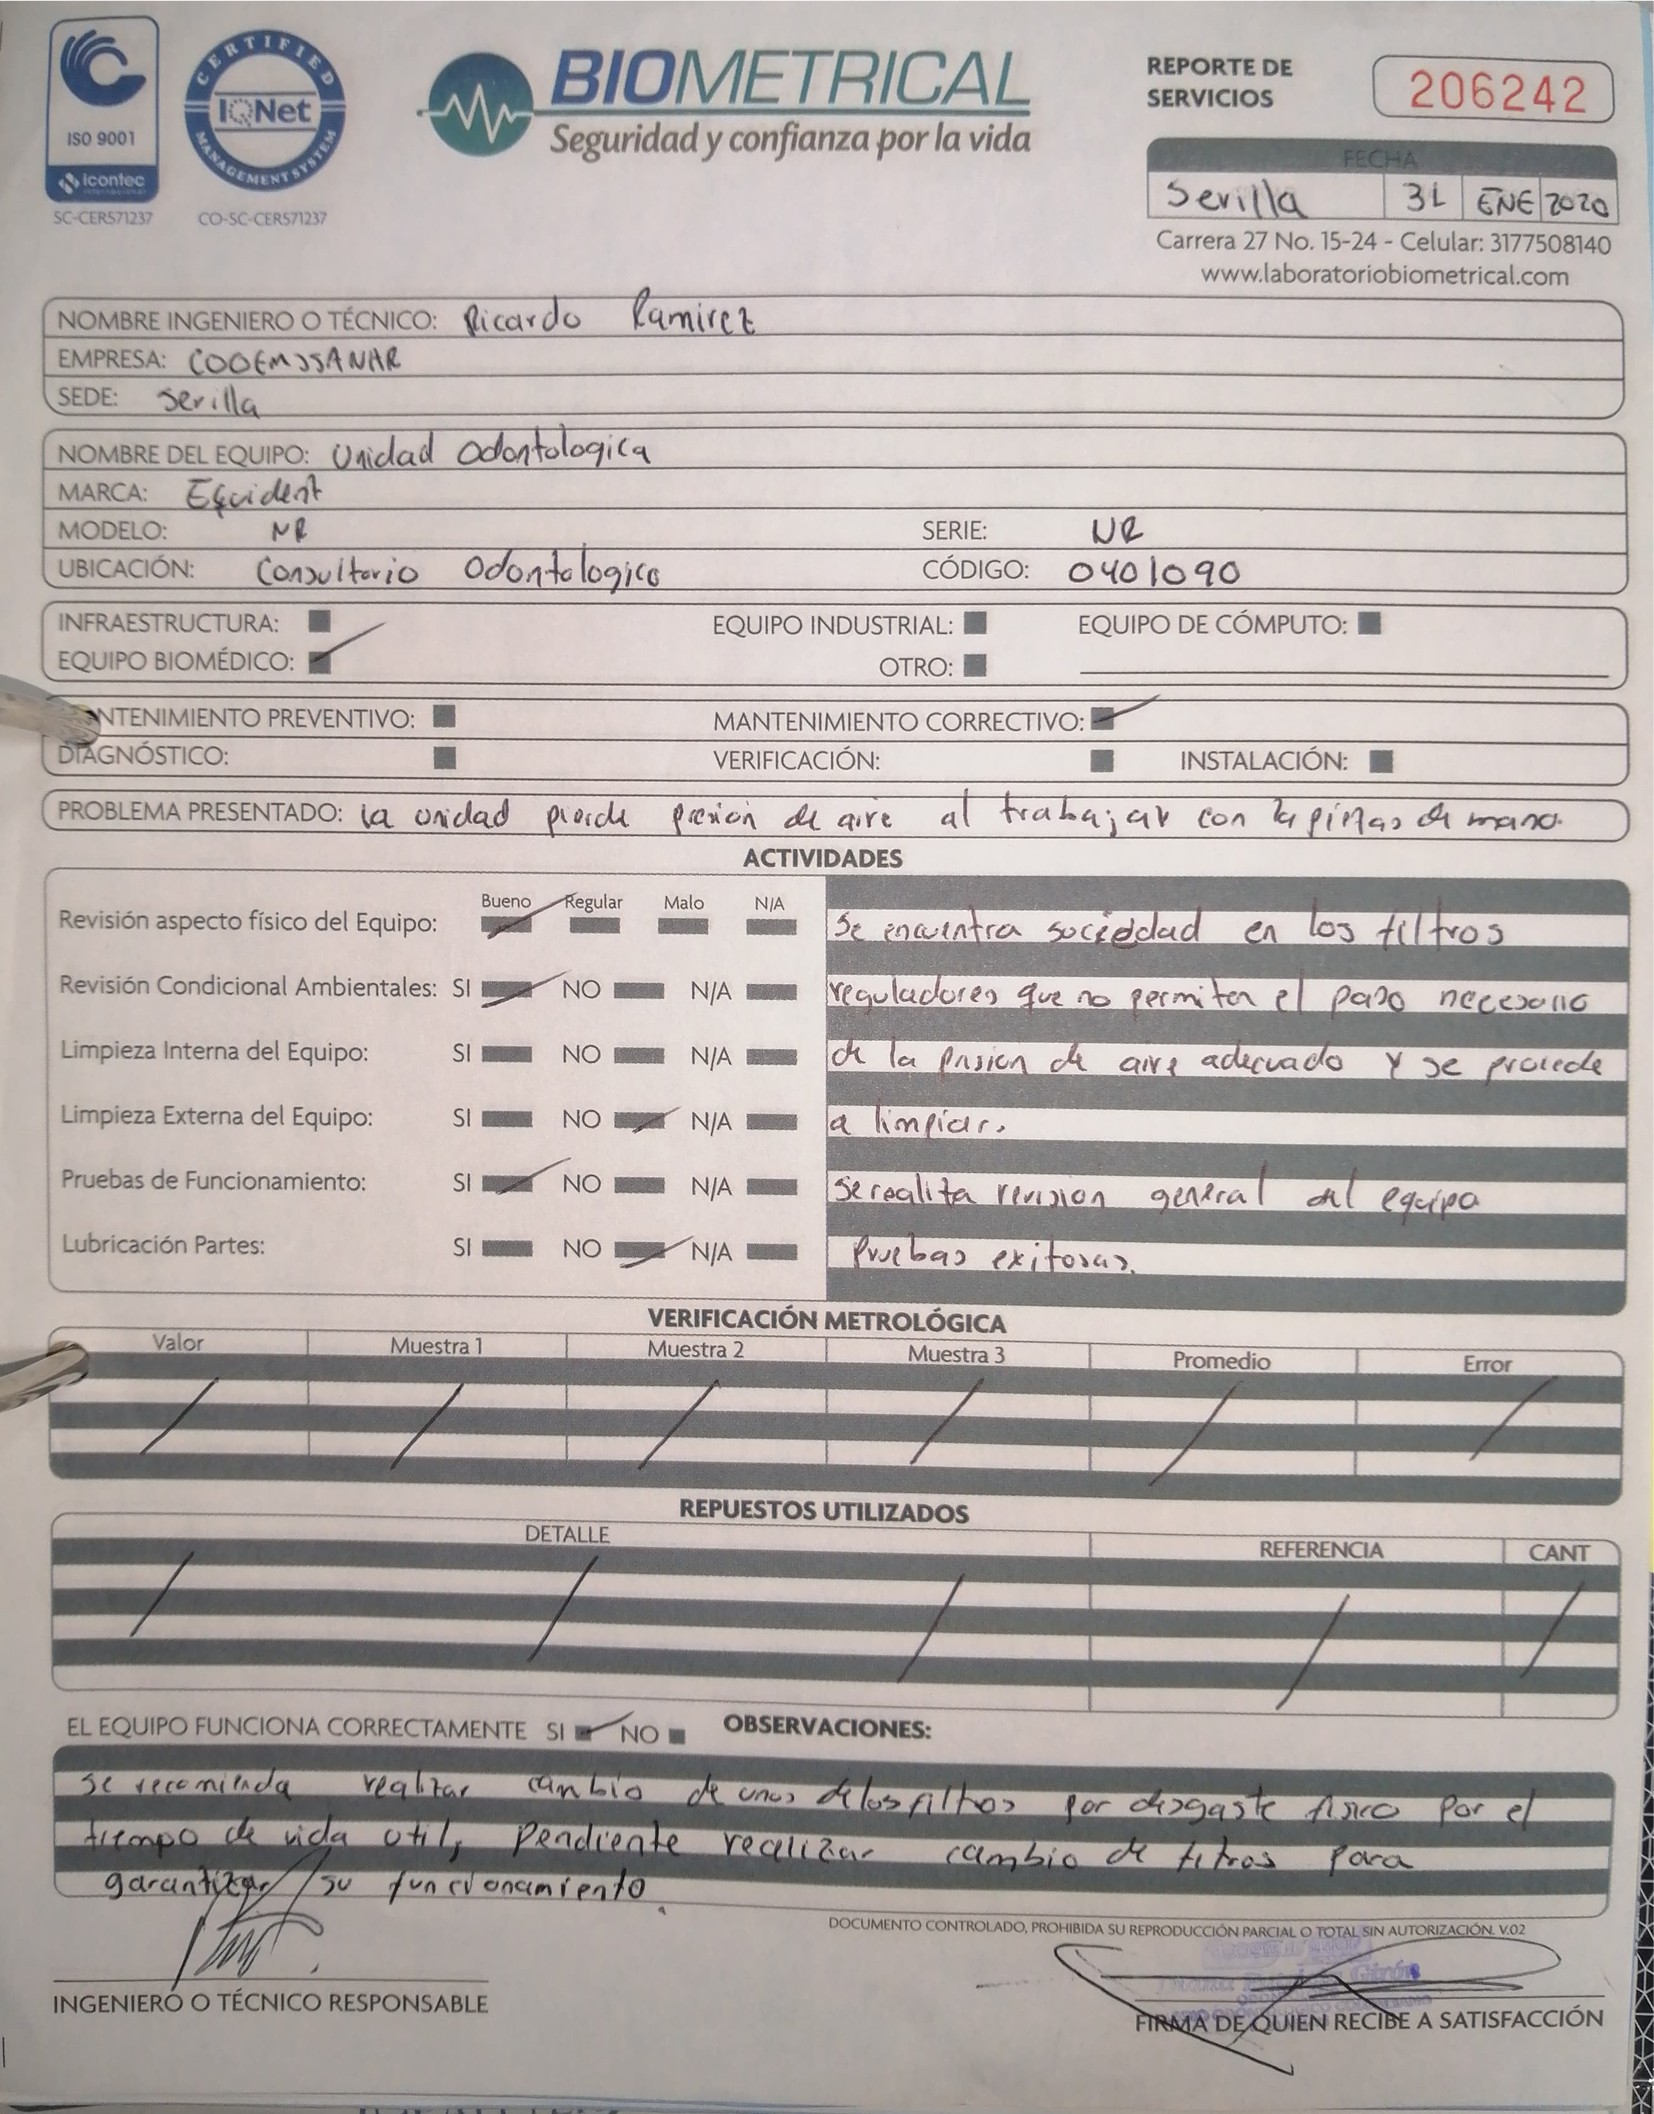 CERTIFIED
IQNet
MANAGEMENT SYSTEM
ISO 9001
icontec
SC-CER571237
CO-SC-CER571237
BIOMETRICAL
Seguridad y confianza por la vida
REPORTE DE
SERVICIOS
206242
FECHA
Sevilla 31 ENE 2020
Carrera 27 No. 15-24 - Celular: 3177508140
www.laboratoriobiometrical.com
NOMBRE INGENIERO O TÉCNICO: Ricardo Ramirez
EMPRESA: COOEMSSANAR
SEDE: Sevilla
NOMBRE DEL EQUIPO: Unidad Odontologica
MARCA: Equident
MODELO: NR SERIE: NR
UBICACIÓN: Consultorio Odontologico CÓDIGO: 0401090
INFRAESTRUCTURA: EQUIPO INDUSTRIAL: EQUIPO DE CÓMPUTO:
EQUIPO BIOMÉDICO: OTRO:
NTENIMIENTO PREVENTIVO: MANTENIMIENTO CORRECTIVO:
DIAGNÓSTICO: VERIFICACIÓN: INSTALACIÓN:
PROBLEMA PRESENTADO: la unidad pierde presion de aire al trabajar con la piezas de mano.
ACTIVIDADES
Bueno Regular Malo N/A
Revisión aspecto físico del Equipo:
Se encuentra sociedad en los filtros
Revisión Condicional Ambientales: SI NO N/A
reguladores que no permiten el paso necesario
Limpieza Interna del Equipo: SI NO N/A
de la presion de aire adecuado y se procede
Limpieza Externa del Equipo: SI NO N/A
a limpiar.
Pruebas de Funcionamiento: SI NO N/A
Se realiza revision general del equipo
Lubricación Partes: SI NO N/A
Pruebas exitosas.
VERIFICACIÓN METROLÓGICA
Valor Muestra 1 Muestra 2 Muestra 3 Promedio Error
REPUESTOS UTILIZADOS
DETALLE REFERENCIA CANT
EL EQUIPO FUNCIONA CORRECTAMENTE SI NO OBSERVACIONES:
se recomienda realizar cambio de unos de los filtros por desgaste fisico por el
tiempo de vida util, pendiente realizar cambio de filtros para
garantizar su funcionamiento.
DOCUMENTO CONTROLADO, PROHIBIDA SU REPRODUCCIÓN PARCIAL O TOTAL SIN AUTORIZACIÓN. V.02
INGENIERO O TÉCNICO RESPONSABLE
FIRMA DE QUIEN RECIBE A SATISFACCIÓN